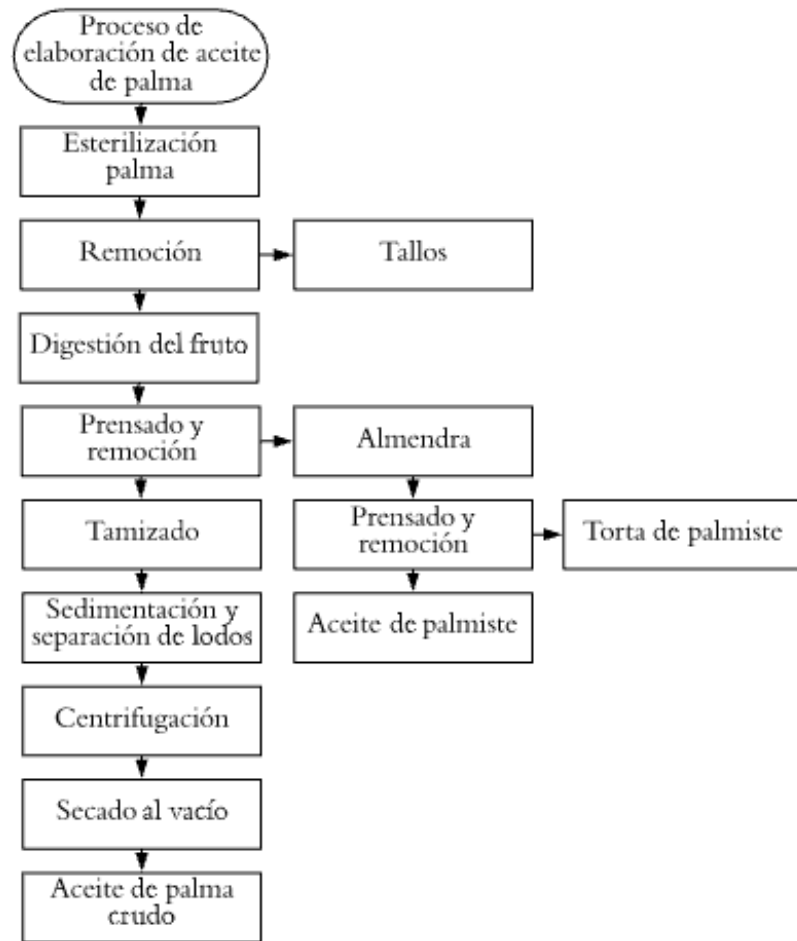 Proceso de
elaboración de aceite
de palma
Esterilización
palma
Remoción
Tallos
Digestión del fruto
Prensado y
remoción
Almendra
Tamizado
Prensado y
remoción
Torta de palmiste
Sedimentación y
separación de lodos
Aceite de palmiste
Centrifugación
Secado al vacío
Aceite de palma
crudo